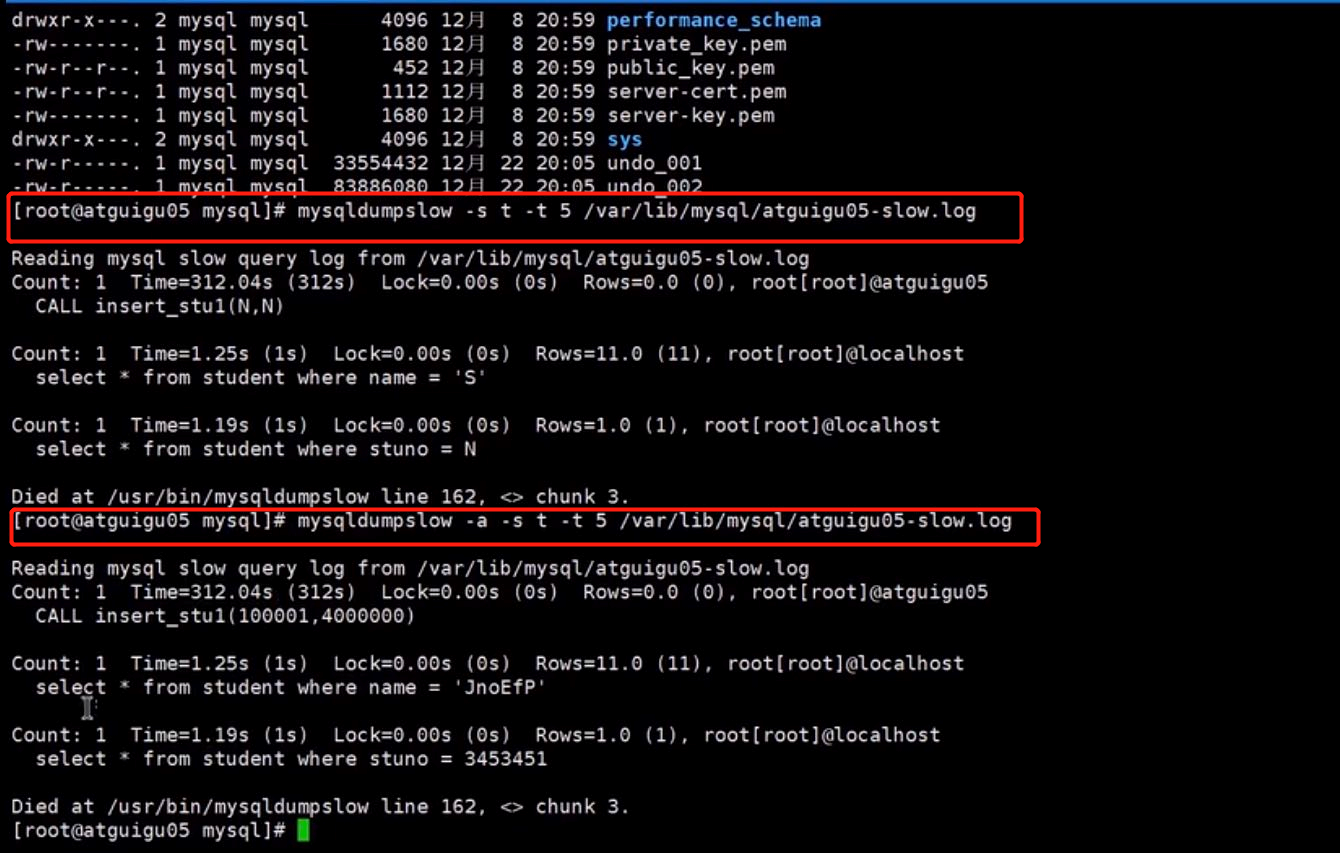 drwxr-x---. 2 mysql mysql      4096 12月  8 20:59 performance_schema
-rw-------. 1 mysql mysql      1680 12月  8 20:59 private_key.pem
-rw-r--r--. 1 mysql mysql       452 12月  8 20:59 public_key.pem
-rw-r--r--. 1 mysql mysql      1112 12月  8 20:59 server-cert.pem
-rw-------. 1 mysql mysql      1680 12月  8 20:59 server-key.pem
drwxr-x---. 2 mysql mysql      4096 12月  8 20:59 sys
-rw-r-----. 1 mysql mysql  33554432 12月 22 20:05 undo_001
-rw-r-----. 1 mysql mysql  83886080 12月 22 20:05 undo_002
[root@atguigu05 mysql]# mysqldumpslow -s t -t 5 /var/lib/mysql/atguigu05-slow.log
Reading mysql slow query log from /var/lib/mysql/atguigu05-slow.log
Count: 1  Time=312.04s (312s)  Lock=0.00s (0s)  Rows=0.0 (0), root[root]@atguigu05
  CALL insert_stu1(N,N)
Count: 1  Time=1.25s (1s)  Lock=0.00s (0s)  Rows=11.0 (11), root[root]@localhost
  select * from student where name = 'S'
Count: 1  Time=1.19s (1s)  Lock=0.00s (0s)  Rows=1.0 (1), root[root]@localhost
  select * from student where stuno = N
Died at /usr/bin/mysqldumpslow line 162, <> chunk 3.
[root@atguigu05 mysql]# mysqldumpslow -a -s t -t 5 /var/lib/mysql/atguigu05-slow.log
Reading mysql slow query log from /var/lib/mysql/atguigu05-slow.log
Count: 1  Time=312.04s (312s)  Lock=0.00s (0s)  Rows=0.0 (0), root[root]@atguigu05
  CALL insert_stu1(100001,4000000)
Count: 1  Time=1.25s (1s)  Lock=0.00s (0s)  Rows=11.0 (11), root[root]@localhost
  select * from student where name = 'JnoEfP'
Count: 1  Time=1.19s (1s)  Lock=0.00s (0s)  Rows=1.0 (1), root[root]@localhost
  select * from student where stuno = 3453451
Died at /usr/bin/mysqldumpslow line 162, <> chunk 3.
[root@atguigu05 mysql]#